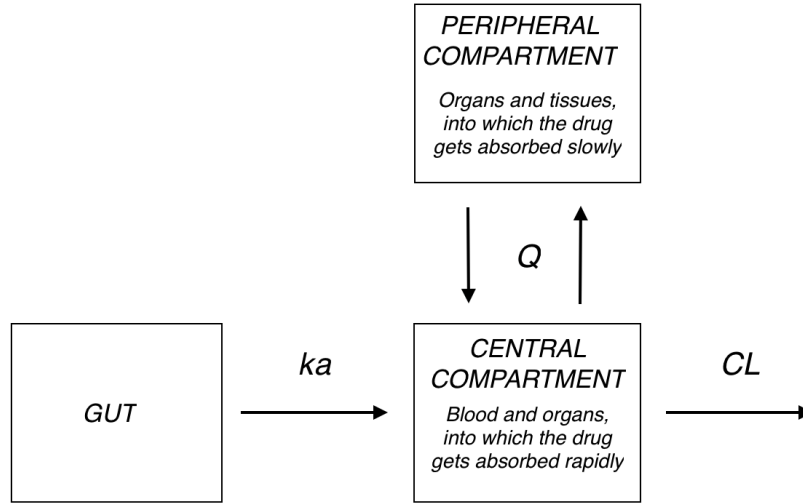 PERIPHERAL
COMPARTMENT
Organs and tissues,
into which the drug
gets absorbed slowly
Q
GUT
ka
CENTRAL
COMPARTMENT
Blood and organs,
into which the drug
gets absorbed rapidly
CL